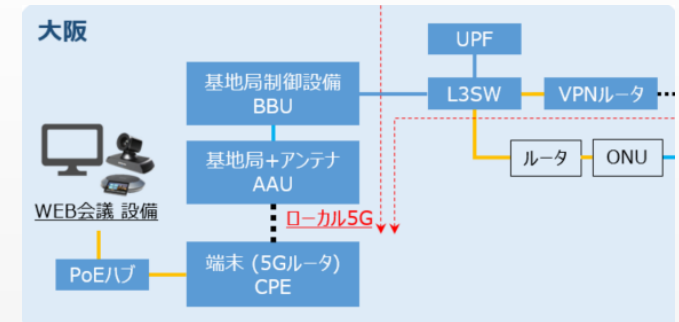 大阪
UPF
基地局制御設備
BBU
L3SW
VPNルータ
基地局+アンテナ
AAU
ルータ
ONU
WEB会議 設備
ローカル5G
PoEハブ
端末 (5Gルータ)
CPE